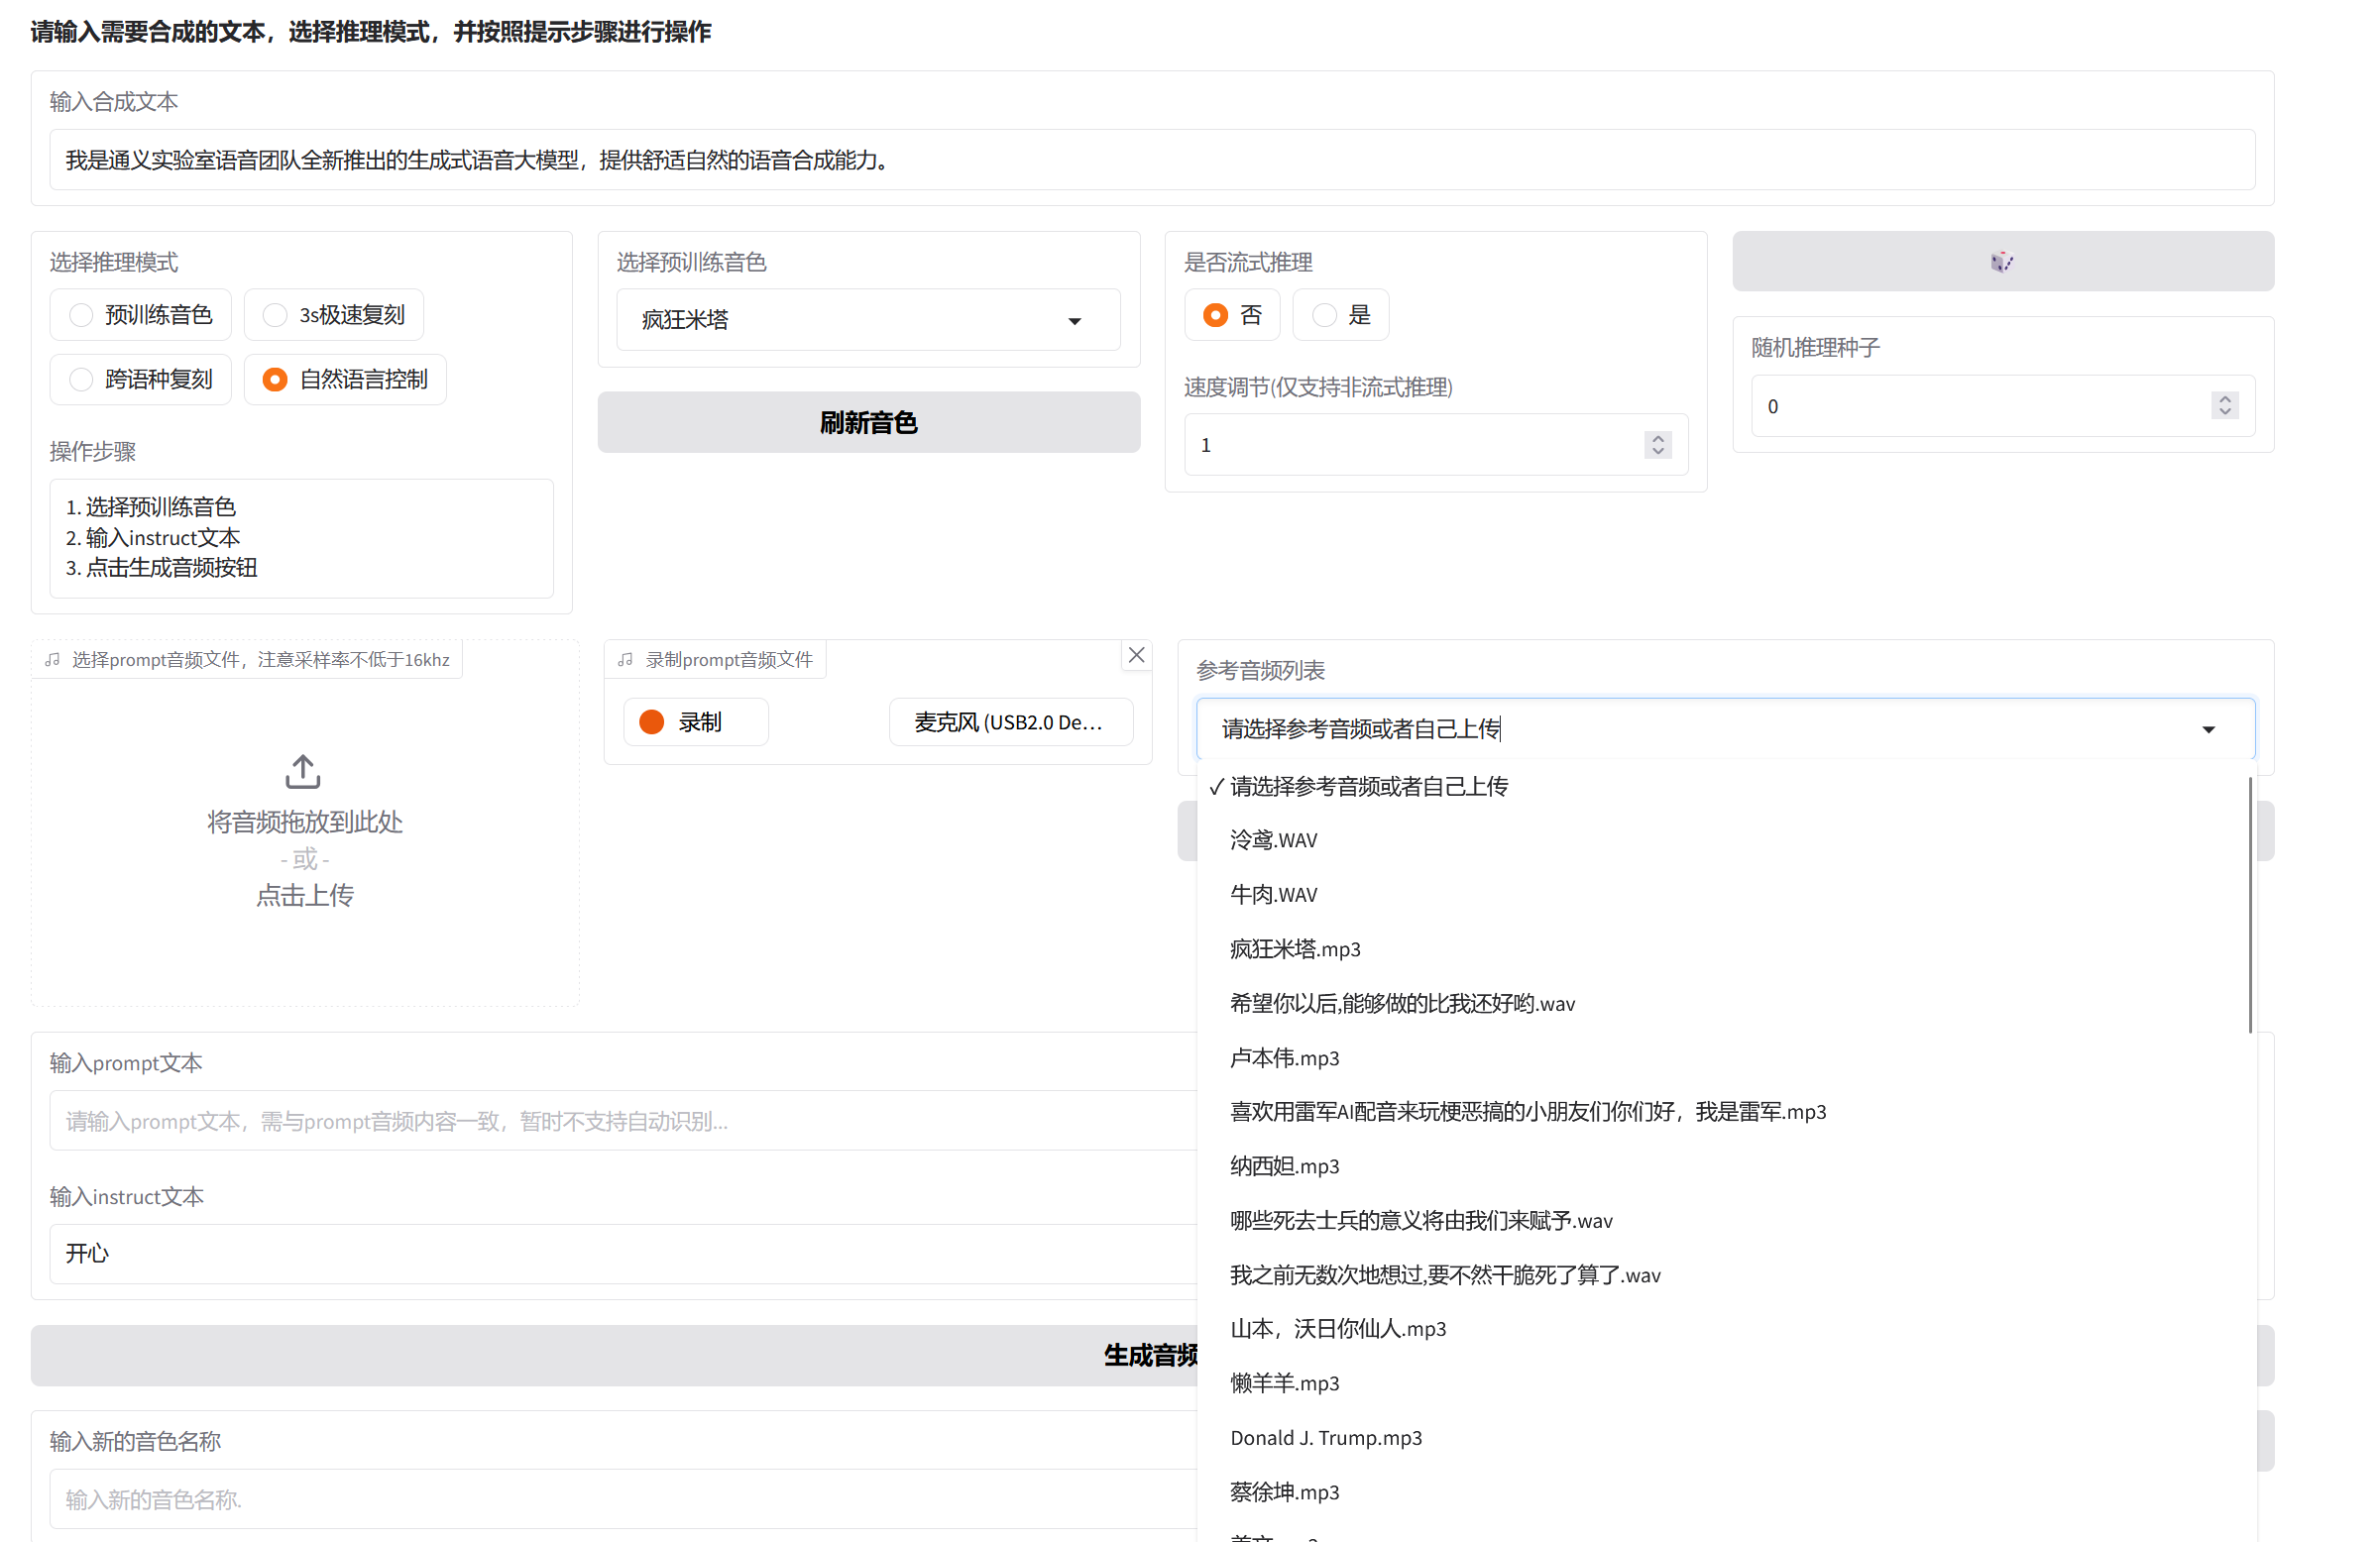 请输入需要合成的文本，选择推理模式，并按照提示步骤进行操作
输入合成文本
我是通义实验室语音团队全新推出的生成式语音大模型，提供舒适自然的语音合成能力。
选择推理模式
预训练音色
3s极速复刻
跨语种复刻
自然语言控制
操作步骤
1. 选择预训练音色
2. 输入instruct文本
3. 点击生成音频按钮
选择预训练音色
疯狂米塔
刷新音色
是否流式推理
否
是
速度调节(仅支持非流式推理)
1
随机推理种子
0
选择prompt音频文件，注意采样率不低于16khz
将音频拖放到此处
- 或 -
点击上传
录制prompt音频文件
录制
麦克风 (USB2.0 De...
参考音频列表
请选择参考音频或者自己上传
✓ 请选择参考音频或者自己上传
泠鸢.WAV
牛肉.WAV
疯狂米塔.mp3
希望你以后,能够做的比我还好哟.wav
卢本伟.mp3
喜欢用雷军AI配音来玩梗恶搞的小朋友们你们好，我是雷军.mp3
纳西妲.mp3
哪些死去士兵的意义将由我们来赋予.wav
我之前无数次地想过,要不然干脆死了算了.wav
山本，沃日你仙人.mp3
懒羊羊.mp3
Donald J. Trump.mp3
蔡徐坤.mp3
输入prompt文本
请输入prompt文本，需与prompt音频内容一致，暂时不支持自动识别...
输入instruct文本
开心
生成音频
输入新的音色名称
输入新的音色名称.